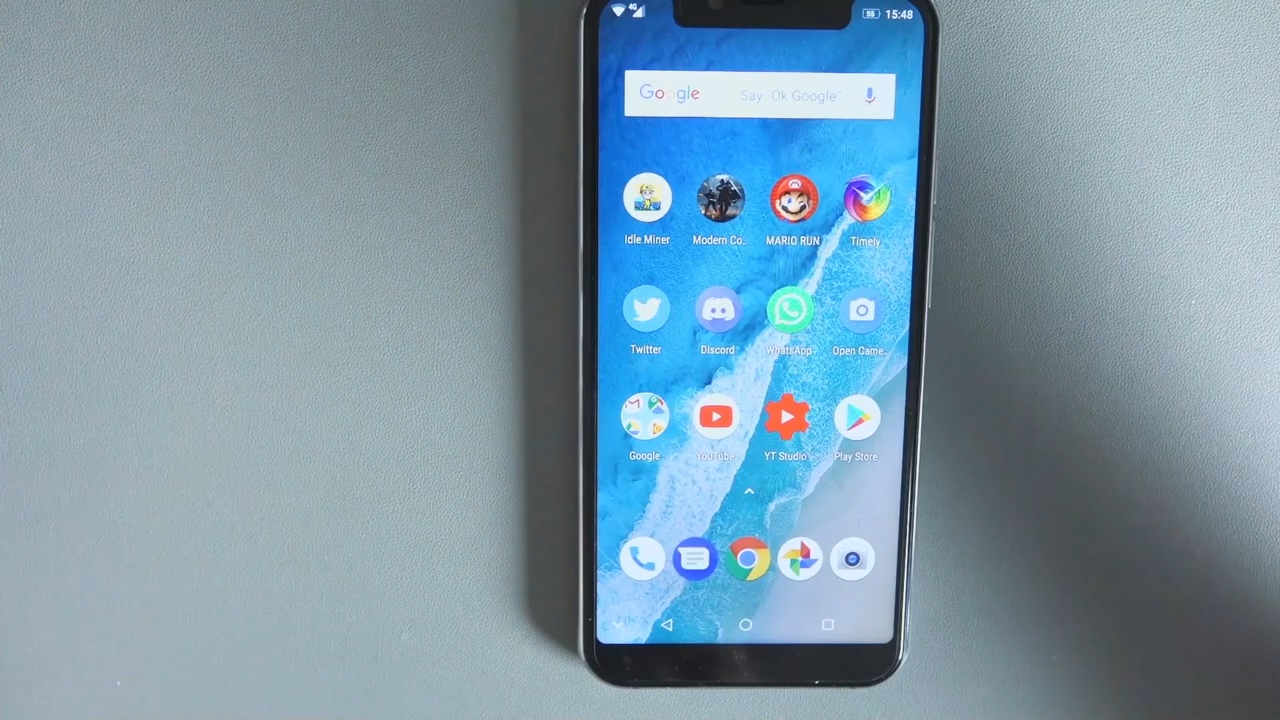 4G 55 15:48
Google Say "Ok Google"
Idle Miner Modern Co.. MARIO RUN Timely
Twitter Discord WhatsApp Open Came..
Google YouTube YT Studio Play Store